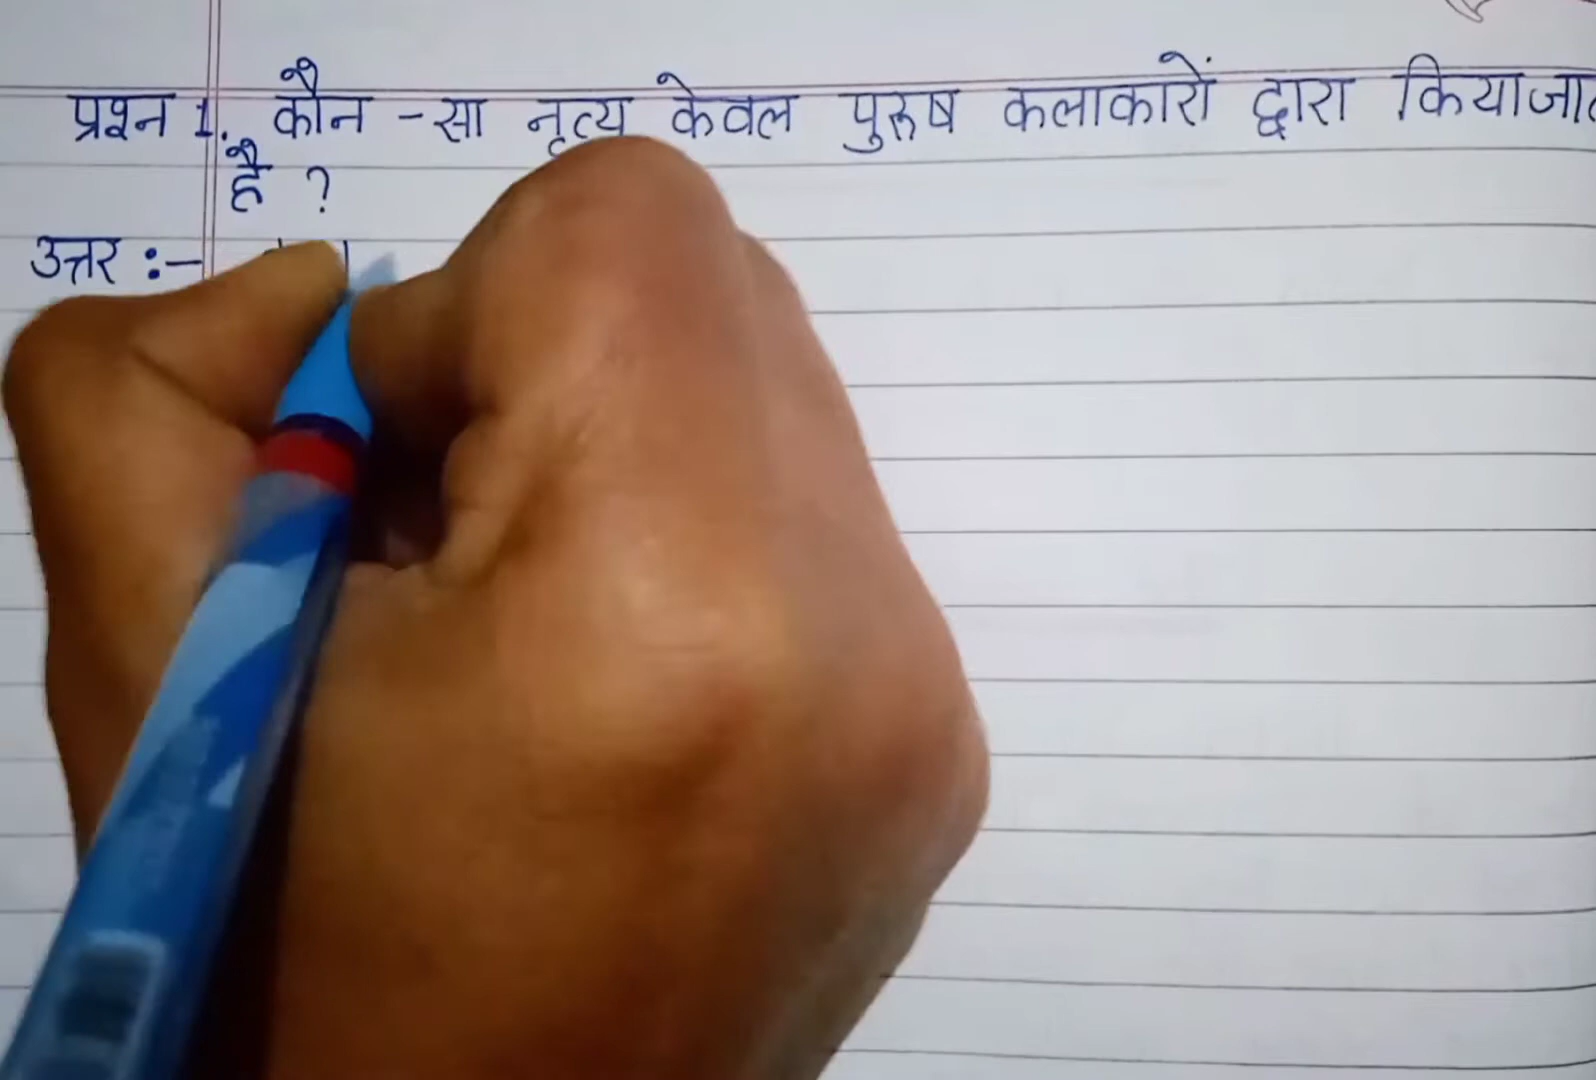 प्रश्न 1. कौन -सा नृत्य केवल पुरूष कलाकारों द्वारा कियाजा
है ?
उत्तर :-